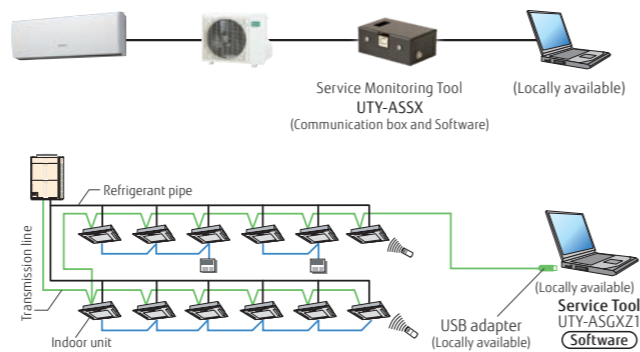 Service Monitoring Tool
UTY-ASSX
(Communication box and Software)
(Locally available)
Refrigerant pipe
Transmission line
Indoor unit
USB adapter
(Locally available)
(Locally available)
Service Tool
UTY-ASGXZ1
Software